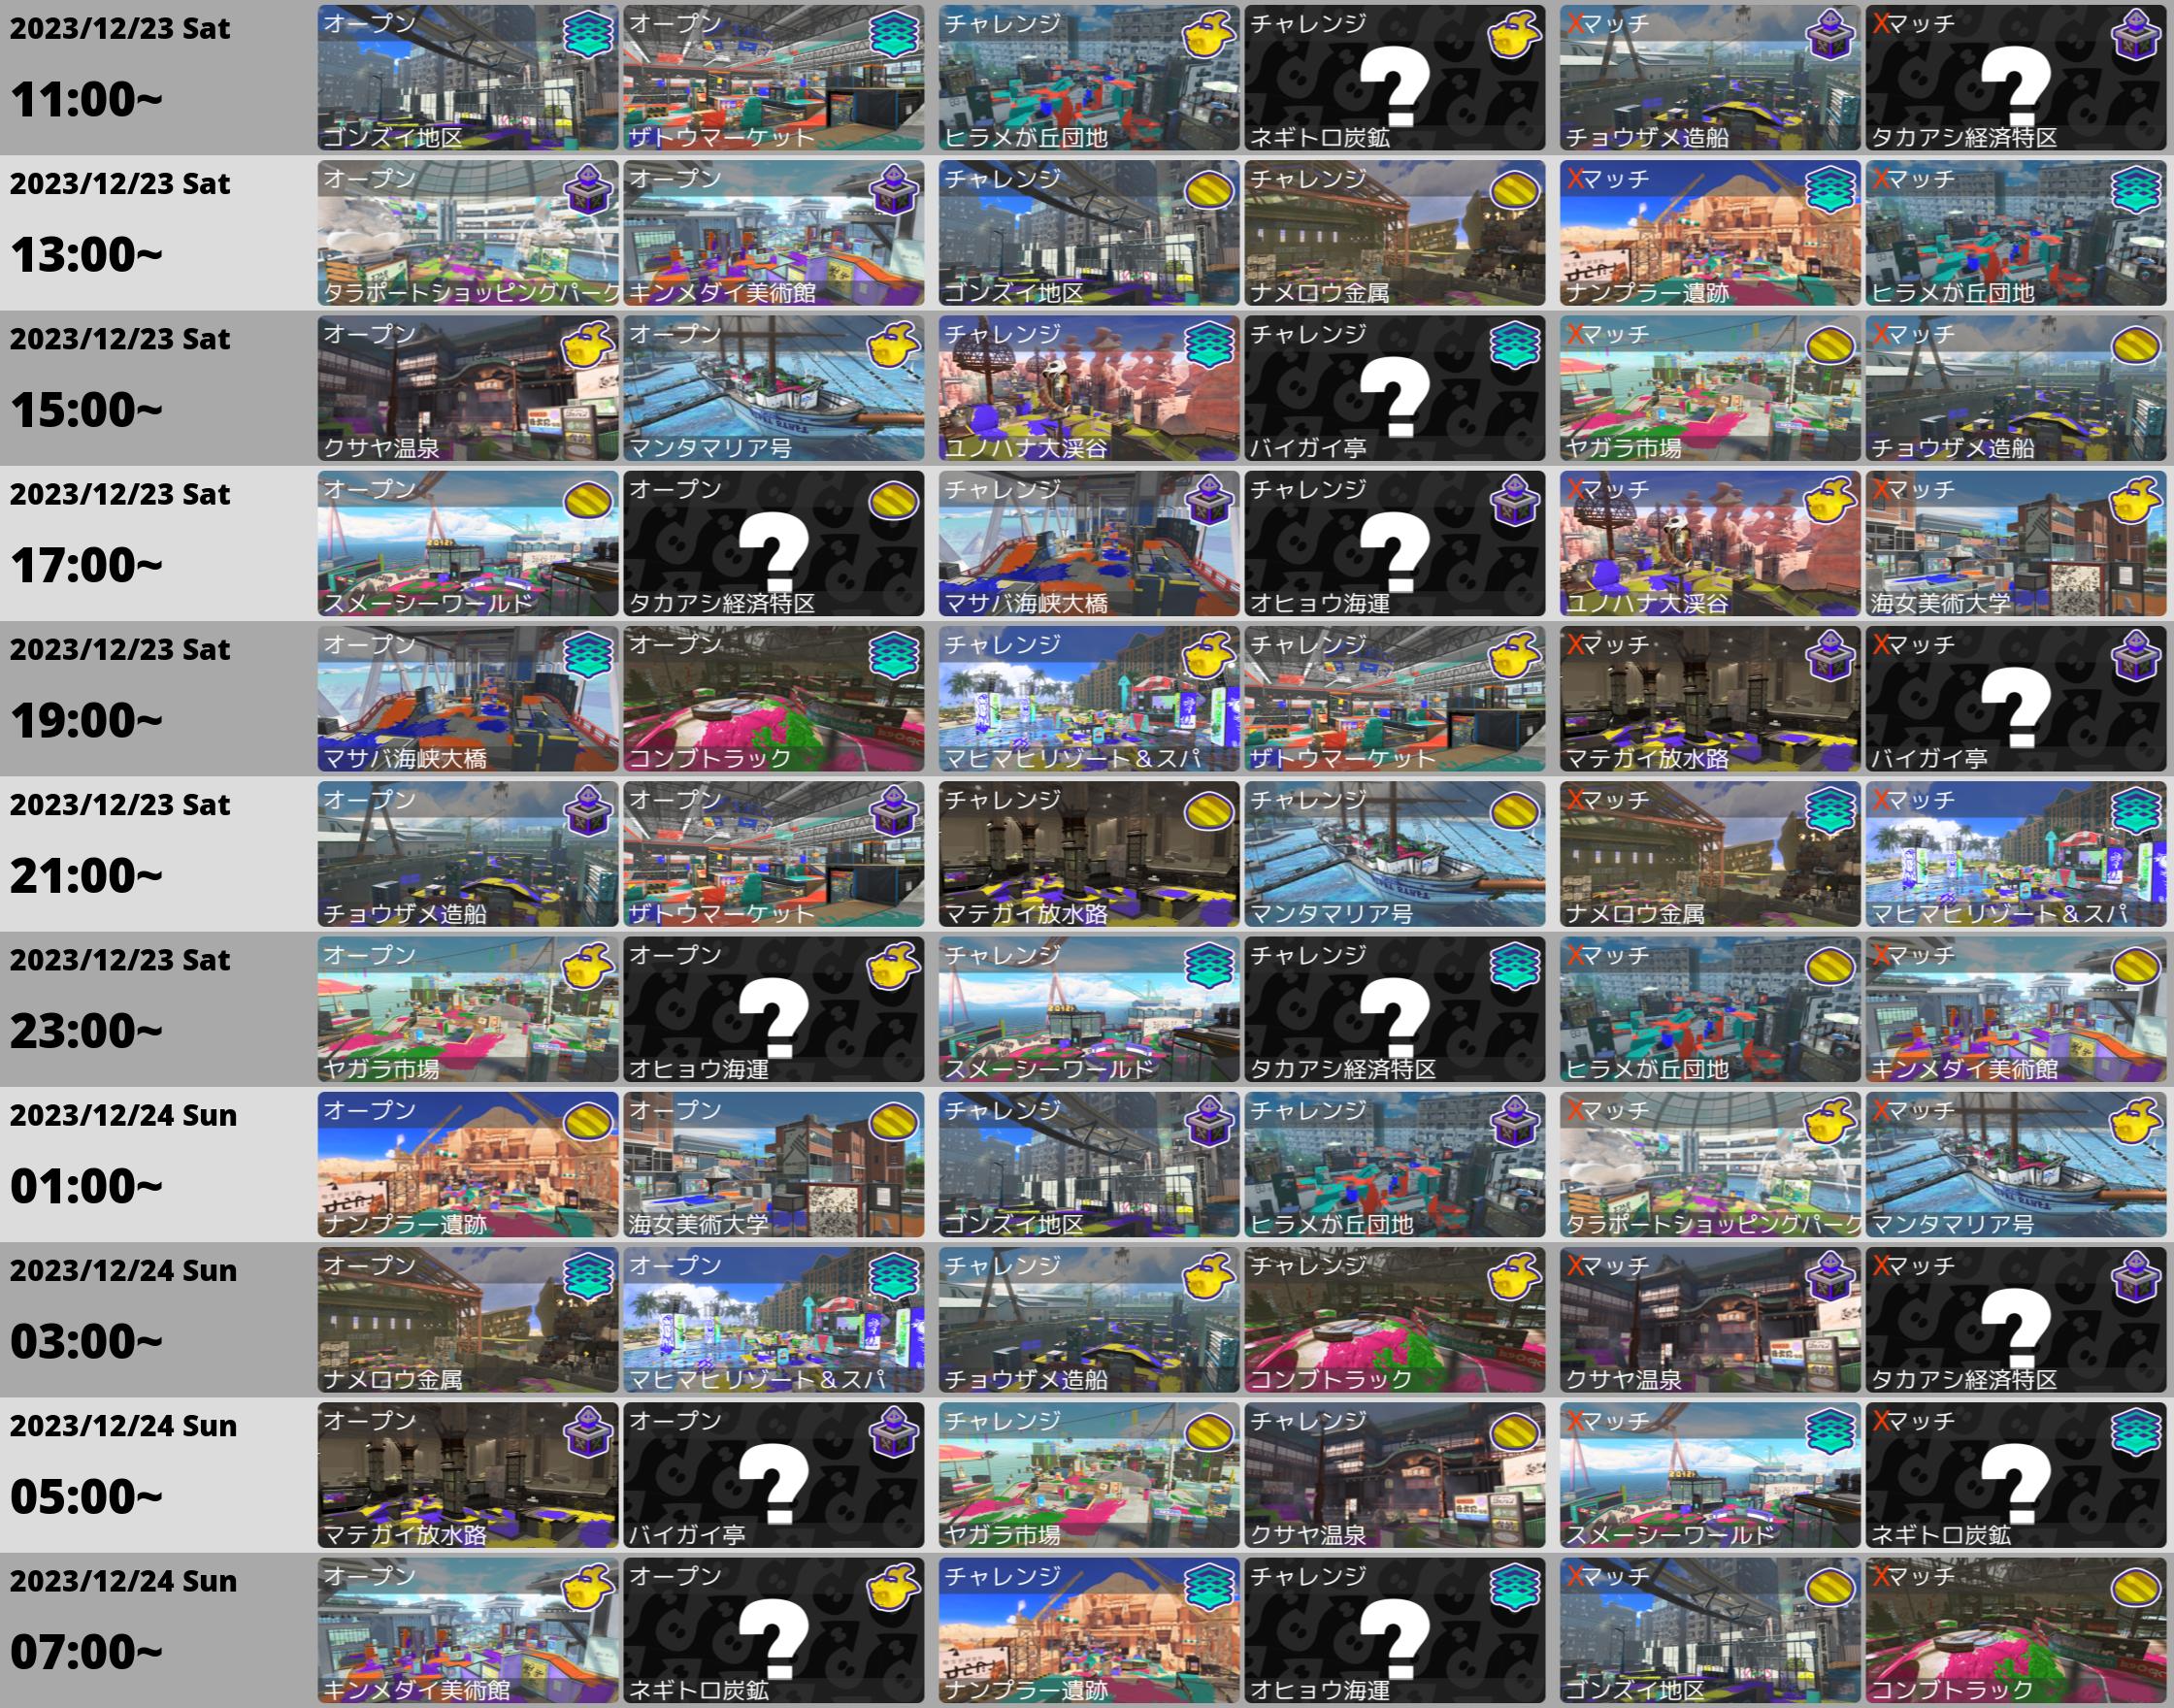 2023/12/23 Sat
11:00~
オープン オープン チャレンジ チャレンジ Xマッチ Xマッチ
ゴンズイ地区 ザトウマーケット ヒラメが丘団地 ネギトロ炭鉱 チョウザメ造船 タカアシ経済特区
2023/12/23 Sat
13:00~
オープン オープン チャレンジ チャレンジ Xマッチ Xマッチ
タラポートショッピングパーク キンメダイ美術館 ゴンズイ地区 ナメロウ金属 ナンプラー遺跡 ヒラメが丘団地
2023/12/23 Sat
15:00~
オープン オープン チャレンジ チャレンジ Xマッチ Xマッチ
クサヤ温泉 マンタマリア号 ユノハナ大渓谷 バイガイ亭 ヤガラ市場 チョウザメ造船
2023/12/23 Sat
17:00~
オープン オープン チャレンジ チャレンジ Xマッチ Xマッチ
スメーシーワールド タカアシ経済特区 マサバ海峡大橋 オヒョウ海運 ユノハナ大渓谷 海女美術大学
2023/12/23 Sat
19:00~
オープン オープン チャレンジ チャレンジ Xマッチ Xマッチ
マサバ海峡大橋 コンブトラック マヒマヒリゾート＆スパ ザトウマーケット マテガイ放水路 バイガイ亭
2023/12/23 Sat
21:00~
オープン オープン チャレンジ チャレンジ Xマッチ Xマッチ
チョウザメ造船 ザトウマーケット マテガイ放水路 マンタマリア号 ナメロウ金属 マヒマヒリゾート＆スパ
2023/12/23 Sat
23:00~
オープン オープン チャレンジ チャレンジ Xマッチ Xマッチ
ヤガラ市場 オヒョウ海運 スメーシーワールド タカアシ経済特区 ヒラメが丘団地 キンメダイ美術館
2023/12/24 Sun
01:00~
オープン オープン チャレンジ チャレンジ Xマッチ Xマッチ
ナンプラー遺跡 海女美術大学 ゴンズイ地区 ヒラメが丘団地 タラポートショッピングパーク マンタマリア号
2023/12/24 Sun
03:00~
オープン オープン チャレンジ チャレンジ Xマッチ Xマッチ
ナメロウ金属 マヒマヒリゾート＆スパ チョウザメ造船 コンブトラック クサヤ温泉 タカアシ経済特区
2023/12/24 Sun
05:00~
オープン オープン チャレンジ チャレンジ Xマッチ Xマッチ
マテガイ放水路 バイガイ亭 ヤガラ市場 クサヤ温泉 スメーシーワールド ネギトロ炭鉱
2023/12/24 Sun
07:00~
オープン オープン チャレンジ チャレンジ Xマッチ Xマッチ
キンメダイ美術館 ネギトロ炭鉱 ナンプラー遺跡 オヒョウ海運 ゴンズイ地区 コンブトラック